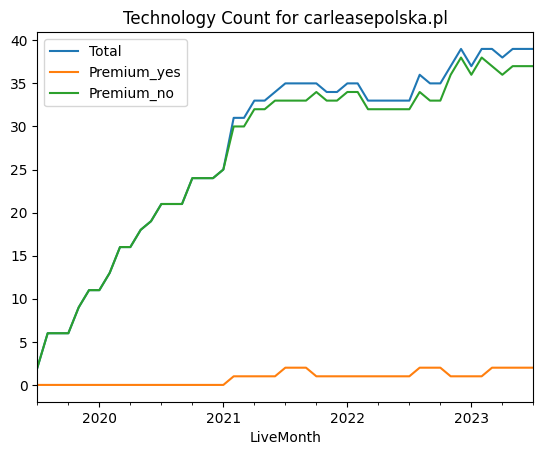 Technology Count for carleasepolska.pl
Total
Premium_yes
Premium_no
40
35
30
25
20
15
10
5
0
2020 2021 2022 2023
LiveMonth